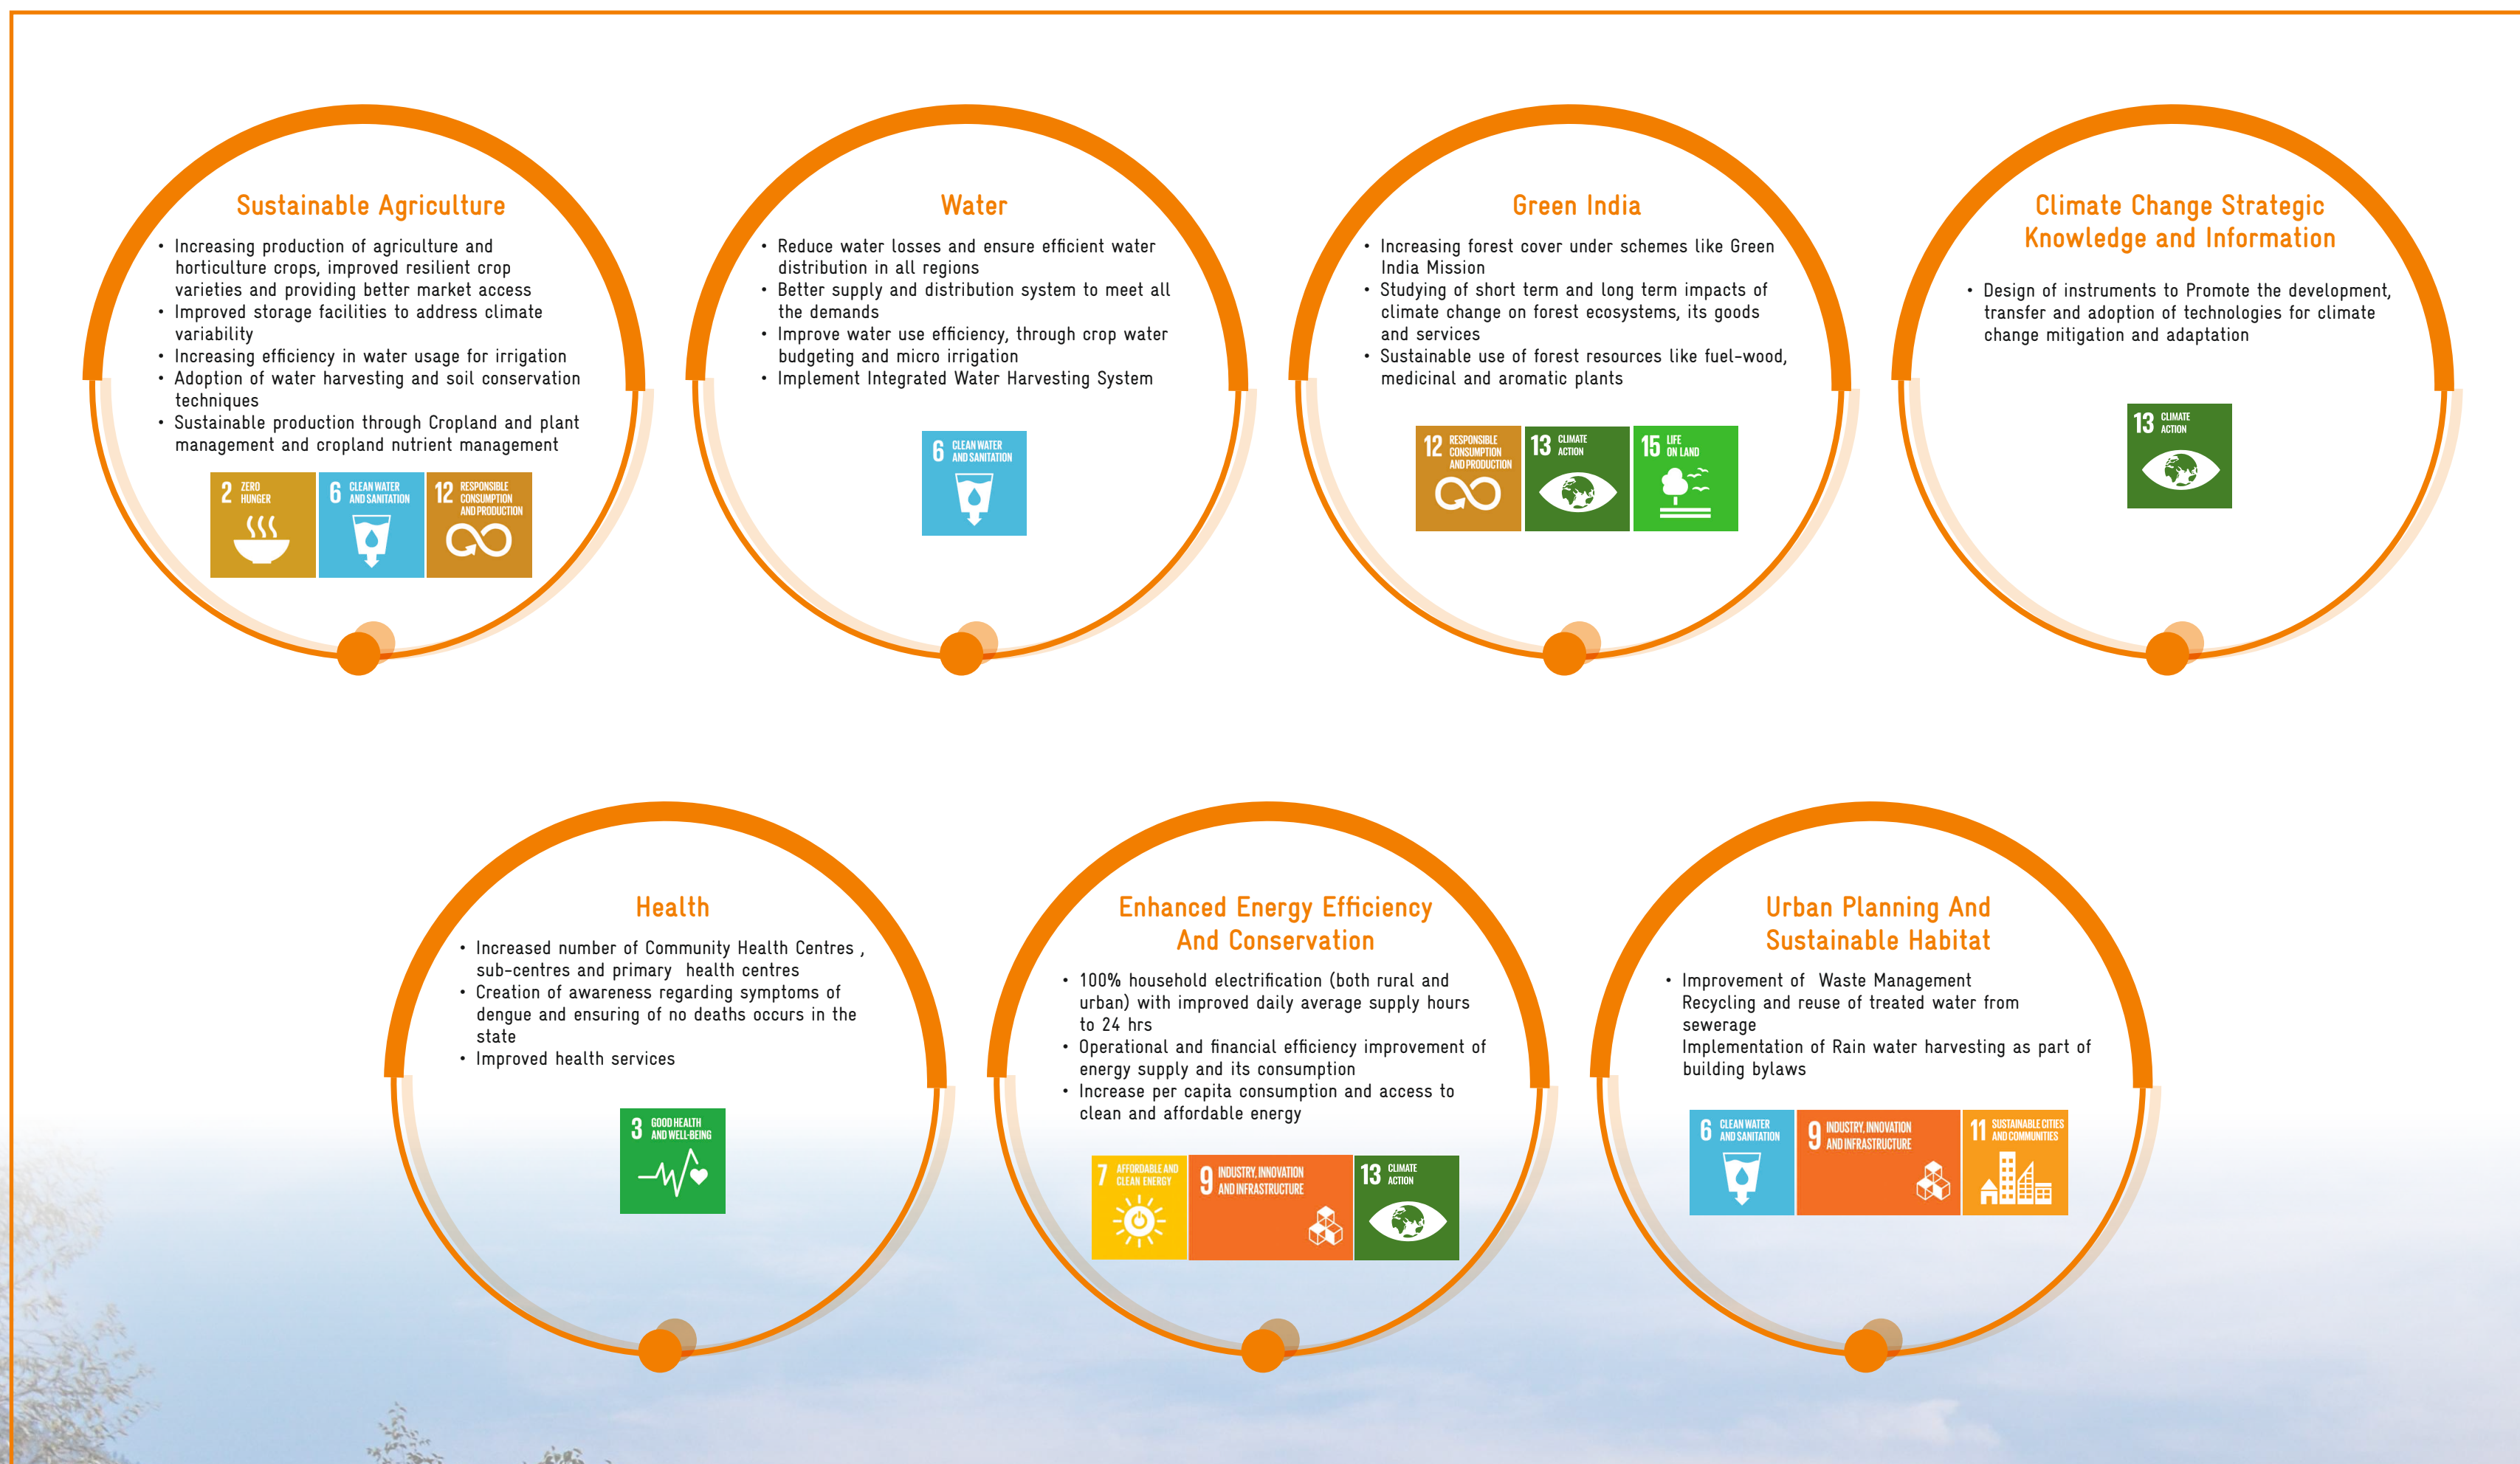 Sustainable Agriculture
• Increasing production of agriculture and
horticulture crops, improved resilient crop
varieties and providing better market access
• Improved storage facilities to address climate
variability
• Increasing efficiency in water usage for irrigation
• Adoption of water harvesting and soil conservation
techniques
• Sustainable production through Cropland and plant
management and cropland nutrient management
2 ZERO
HUNGER
6 CLEAN WATER
AND SANITATION
12 RESPONSIBLE
CONSUMPTION
AND PRODUCTION
Water
• Reduce water losses and ensure efficient water
distribution in all regions
• Better supply and distribution system to meet all
the demands
• Improve water use efficiency, through crop water
budgeting and micro irrigation
• Implement Integrated Water Harvesting System
6 CLEAN WATER
AND SANITATION
Green India
• Increasing forest cover under schemes like Green
India Mission
• Studying of short term and long term impacts of
climate change on forest ecosystems, its goods
and services
• Sustainable use of forest resources like fuel-wood,
medicinal and aromatic plants
12 RESPONSIBLE
CONSUMPTION
AND PRODUCTION
13 CLIMATE
ACTION
15 LIFE
ON LAND
Climate Change Strategic
Knowledge and Information
• Design of instruments to Promote the development,
transfer and adoption of technologies for climate
change mitigation and adaptation
13 CLIMATE
ACTION
Health
• Increased number of Community Health Centres ,
sub-centres and primary health centres
• Creation of awareness regarding symptoms of
dengue and ensuring of no deaths occurs in the
state
• Improved health services
3 GOOD HEALTH
AND WELL-BEING
Enhanced Energy Efficiency
And Conservation
• 100% household electrification (both rural and
urban) with improved daily average supply hours
to 24 hrs
• Operational and financial efficiency improvement of
energy supply and its consumption
• Increase per capita consumption and access to
clean and affordable energy
7 AFFORDABLE AND
CLEAN ENERGY
9 INDUSTRY, INNOVATION
AND INFRASTRUCTURE
13 CLIMATE
ACTION
Urban Planning And
Sustainable Habitat
• Improvement of Waste Management
Recycling and reuse of treated water from
sewerage
Implementation of Rain water harvesting as part of
building bylaws
6 CLEAN WATER
AND SANITATION
9 INDUSTRY, INNOVATION
AND INFRASTRUCTURE
11 SUSTAINABLE CITIES
AND COMMUNITIES